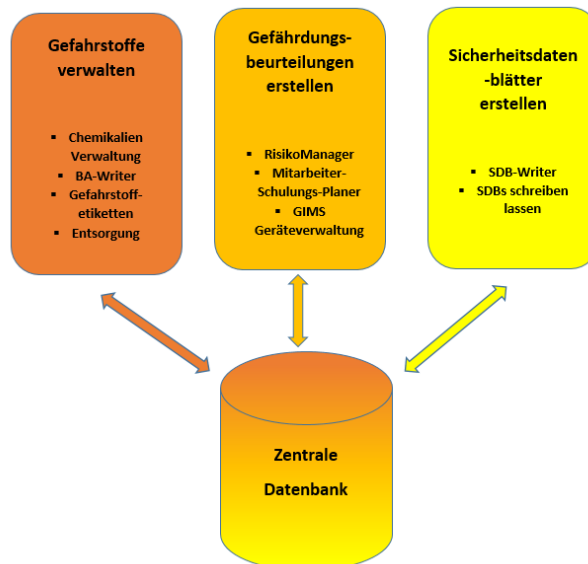 Gefahrstoffe
verwalten
▪ Chemikalien
Verwaltung
▪ BA-Writer
▪ Gefahrstoff-
etiketten
▪ Entsorgung
Gefährdungs-
beurteilungen
erstellen
▪ RisikoManager
▪ Mitarbeiter-
Schulungs-Planer
▪ GIMS
Geräteverwaltung
Sicherheitsdaten
-blätter
erstellen
▪ SDB-Writer
▪ SDBs schreiben
lassen
Zentrale
Datenbank